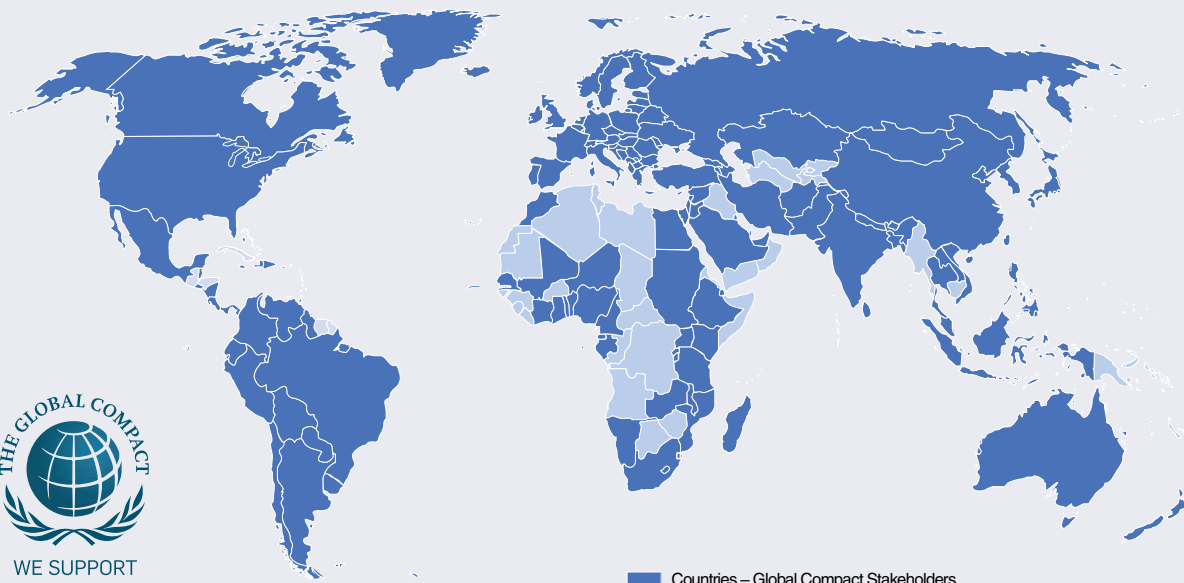 THE GLOBAL COMPACT
WE SUPPORT
Countries – Global Compact Stakeholders